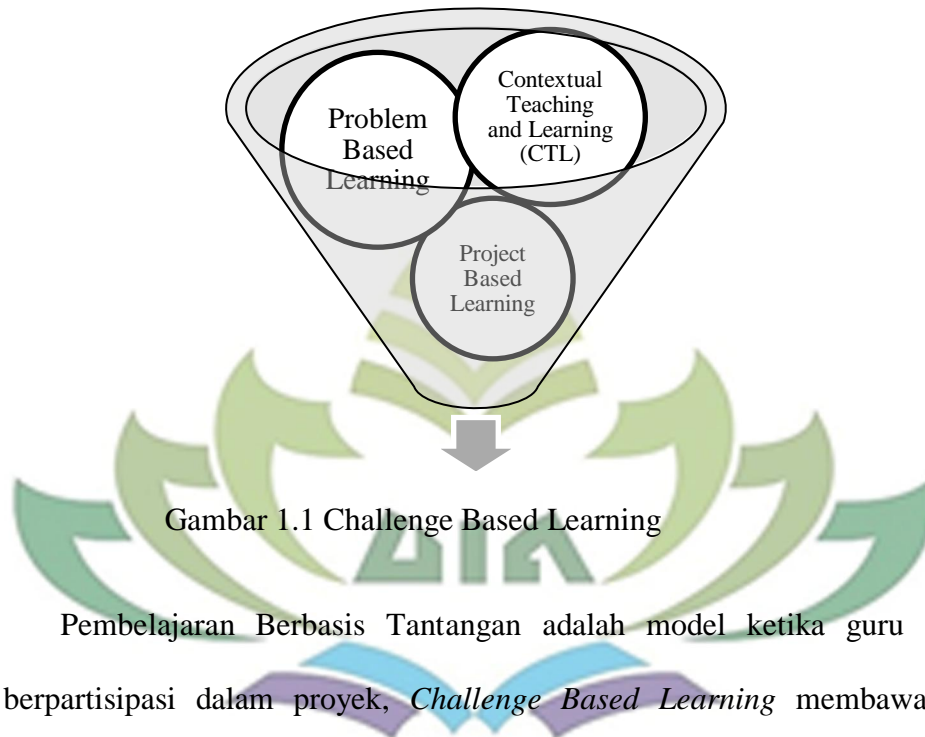 Problem
Based
Learning
Contextual
Teaching
and Learning
(CTL)
Project
Based
Learning
Gambar 1.1 Challenge Based Learning
Pembelajaran Berbasis Tantangan adalah model ketika guru
berpartisipasi dalam proyek, Challenge Based Learning membawa